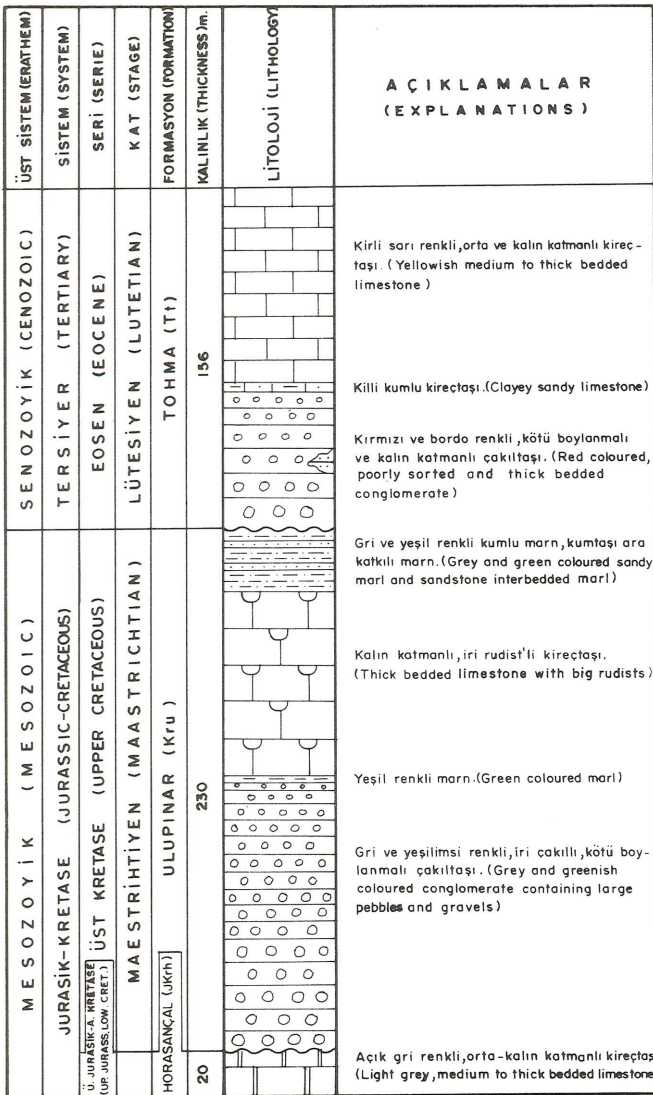 ÜST SİSTEM (ERATHEM)
SİSTEM (SYSTEM)
SERİ (SERIE)
KAT (STAGE)
FORMASYON (FORMATION)
KALINLIK (THICKNESS) m.
LİTOLOJİ (LITHOLOGY)
AÇIKLAMALAR
(EXPLANATIONS)
SENOZOYİK (CENOZOIC)
TERSİYER (TERTIARY)
EOSEN (EOCENE)
LÜTESİYEN (LUTETIAN)
TOHMA (Tt)
156
Kirli sarı renkli,orta ve kalın katmanlı kireç-
taşı. (Yellowish medium to thick bedded
limestone )
Killi kumlu kireçtaşı.(Clayey sandy limestone)
Kırmızı ve bordo renkli ,kötü boylanmalı
ve kalın katmanlı çakıltaşı. (Red coloured,
poorly sorted and thick bedded
conglomerate )
MESOZOYİK (MESOZOIC)
JURASİK-KRETASE (JURASSIC-CRETACEOUS)
ÜST KRETASE (UPPER CRETACEOUS)
MAESTRİHTİYEN (MAASTRICHTIAN)
ULUPINAR (Kru)
230
Gri ve yeşil renkli kumlu marn,kumtaşı ara
katkılı marn.(Grey and green coloured sandy
marl and sandstone interbedded marl)
Kalın katmanlı,iri rudist'li kireçtaşı.
(Thick bedded limestone with big rudists)
Yeşil renkli marn.(Green coloured marl)
Gri ve yeşilimsi renkli,iri çakıllı,kötü boy-
lanmalı çakıltaşı. (Grey and greenish
coloured conglomerate containing large
pebbles and gravels)
Ü. JURASİK-A. KRETASE
(UP. JURASS.LOW. CRET.)
HORASANÇAL (JKrh)
20
Açık gri renkli,orta-kalın katmanlı kireçtaş
(Light grey,medium to thick bedded limestone